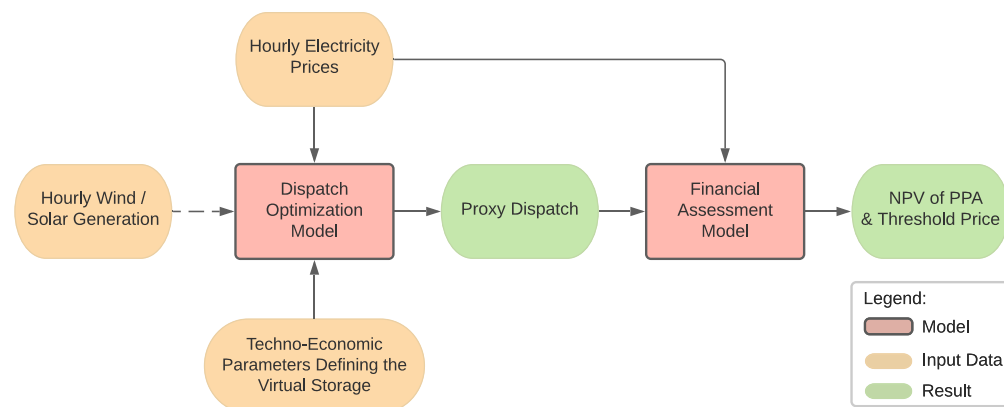 Hourly Electricity
Prices
Hourly Wind /
Solar Generation
Dispatch
Optimization
Model
Proxy Dispatch
Financial
Assessment
Model
NPV of PPA
& Threshold Price
Techno-Economic
Parameters Defining the
Virtual Storage
Legend:
Model
Input Data
Result